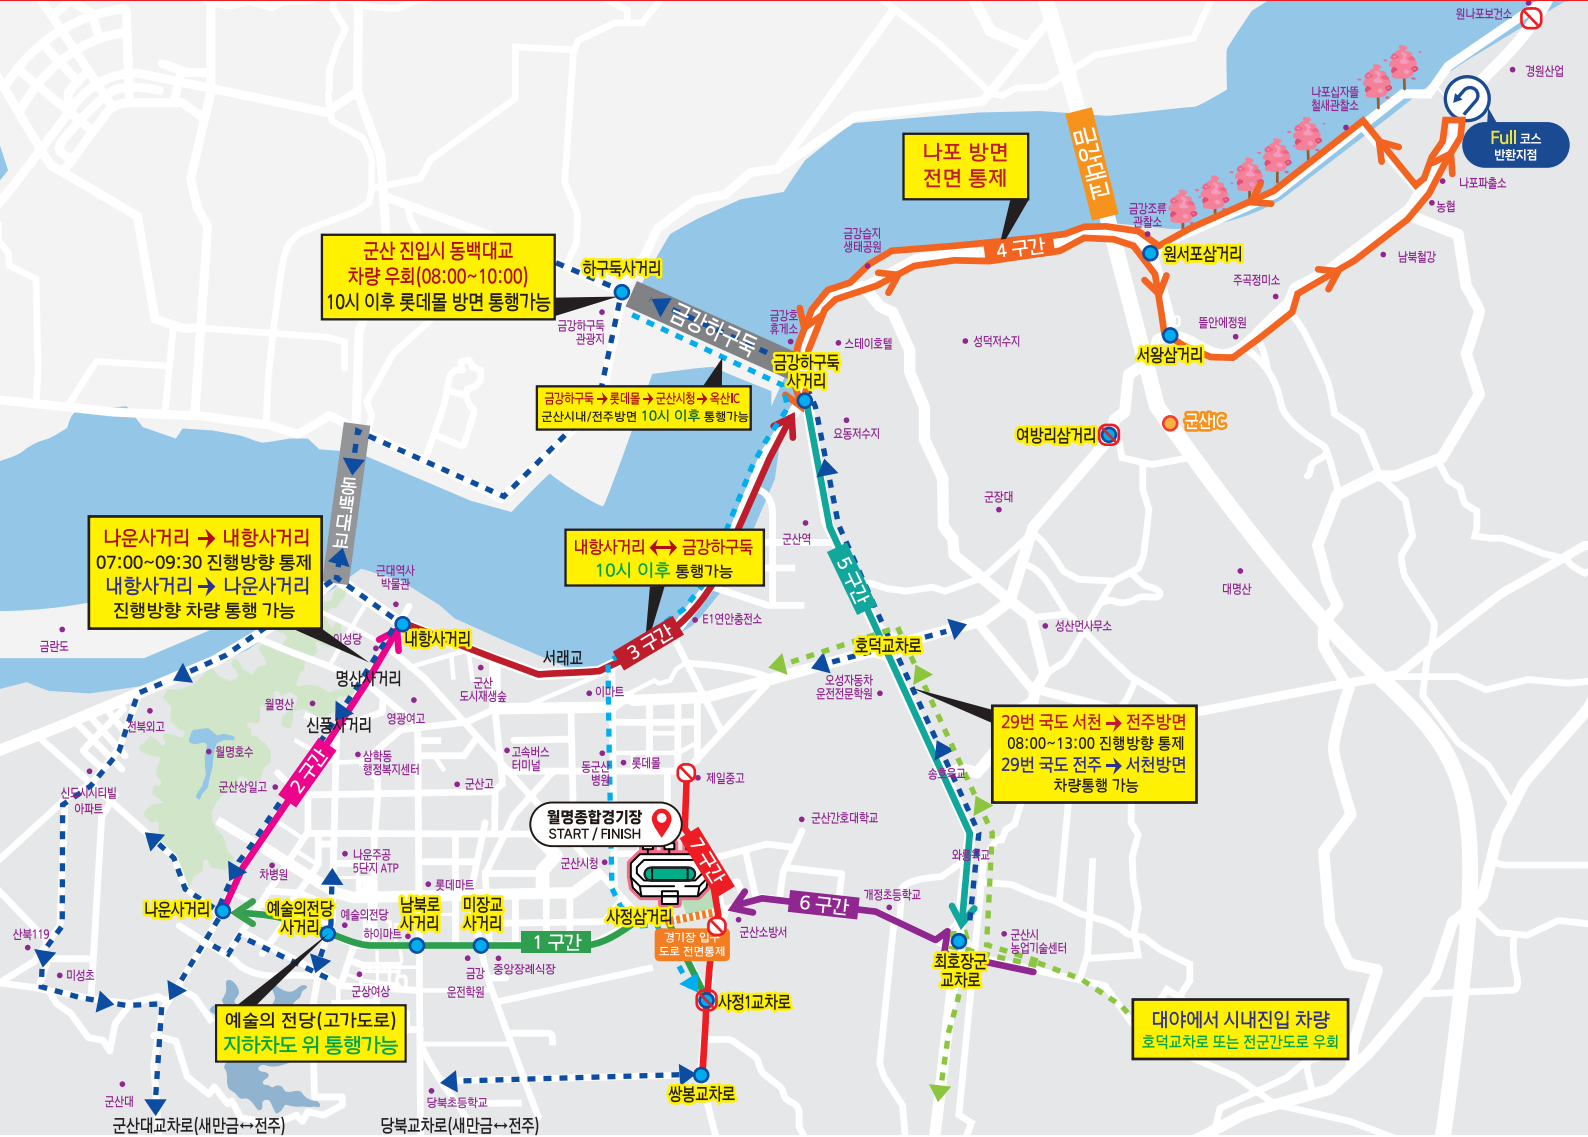 원나포보건소
경원산업
나포십자뜰
철새관찰소
Full 코스
반환지점
나포 방면
전면 통제
만경대교
나포파출소
농협
금강조류
관찰소
금강습지
생태공원
4 구간
원서포삼거리
남북철강
군산 진입시 동백대교
차량 우회(08:00~10:00)
10시 이후 롯데몰 방면 통행가능
하구둑사거리
금강하구둑
관광지
금강하구둑
금강호
휴게소
스테이호텔
성덕저수지
주곡정미소
뜰안에정원
서왕삼거리
금강하구둑
사거리
금강하구둑 → 롯데몰 → 군산시청 → 옥산IC
군산시내/전주방면 10시 이후 통행가능
요동저수지
여방리삼거리
군산IC
동백대교
군장대
군산역
나운사거리 → 내항사거리
07:00~09:30 진행방향 통제
내항사거리 → 나운사거리
진행방향 차량 통행 가능
내항사거리 ↔ 금강하구둑
10시 이후 통행가능
5 구간
근대역사
박물관
대명산
금란도
이성당
내항사거리
서래교
3 구간
E1연안충전소
호덕교차로
성산면사무소
명산사거리
군산
도시재생숲
이마트
오성자동차
운전전문학원
월명산
신풍사거리
영광여고
전북외고
29번 국도 서천 → 전주방면
08:00~13:00 진행방향 통제
29번 국도 전주 → 서천방면
차량통행 가능
월명호수
삼학동
행정복지센터
고속버스
터미널
동군산
병원
롯데몰
제일중고
송호육교
군산상일고
2 구간
군산고
신도시시티빌
아파트
월명종합경기장
START / FINISH
군산간호대학교
7 구간
나운주공
5단지 ATP
차병원
군산시청
와룡육교
롯데마트
개정초등학교
6 구간
나운사거리
예술의전당
사거리
예술의전당
하이마트
남북로
사거리
미장교
사거리
사정삼거리
1 구간
경기장 입구
도로 전면통제
군산소방서
군산시
농업기술센터
산북119
미성초
군산여상
금강
운전학원
중앙장례식장
최호장군
교차로
사정1교차로
예술의 전당(고가도로)
지하차도 위 통행가능
대야에서 시내진입 차량
호덕교차로 또는 전군간도로 우회
군산대
당북초등학교
쌍봉교차로
군산대교차로(새만금↔전주)
당북교차로(새만금↔전주)